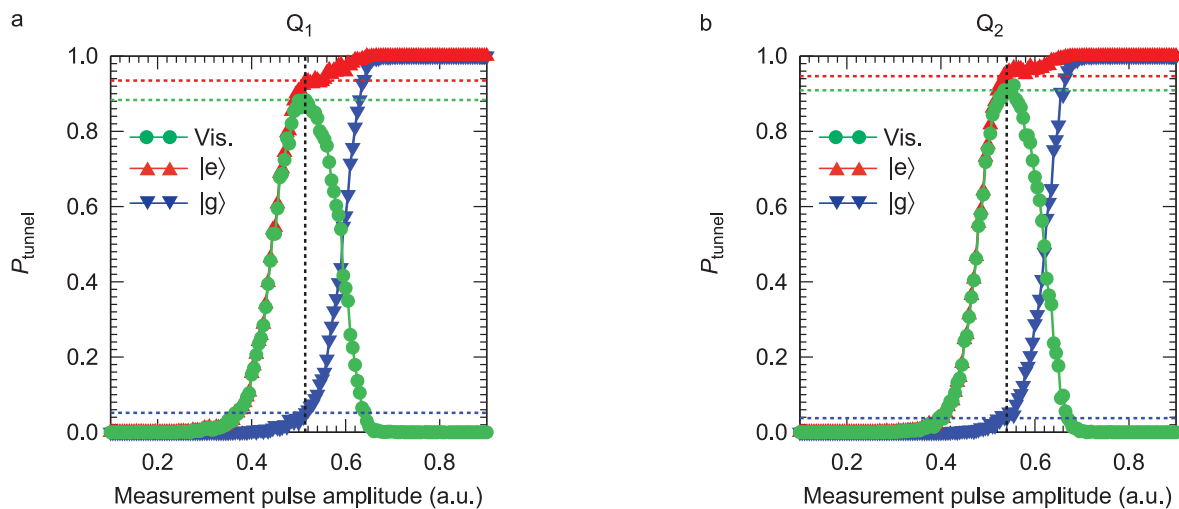 a
Q1
1.0
0.8
0.6
0.4
0.2
0.0
Ptunnel
Vis.
|e⟩
|g⟩
0.2 0.4 0.6 0.8
Measurement pulse amplitude (a.u.)
b
Q2
1.0
0.8
0.6
0.4
0.2
0.0
Ptunnel
Vis.
|e⟩
|g⟩
0.2 0.4 0.6 0.8
Measurement pulse amplitude (a.u.)